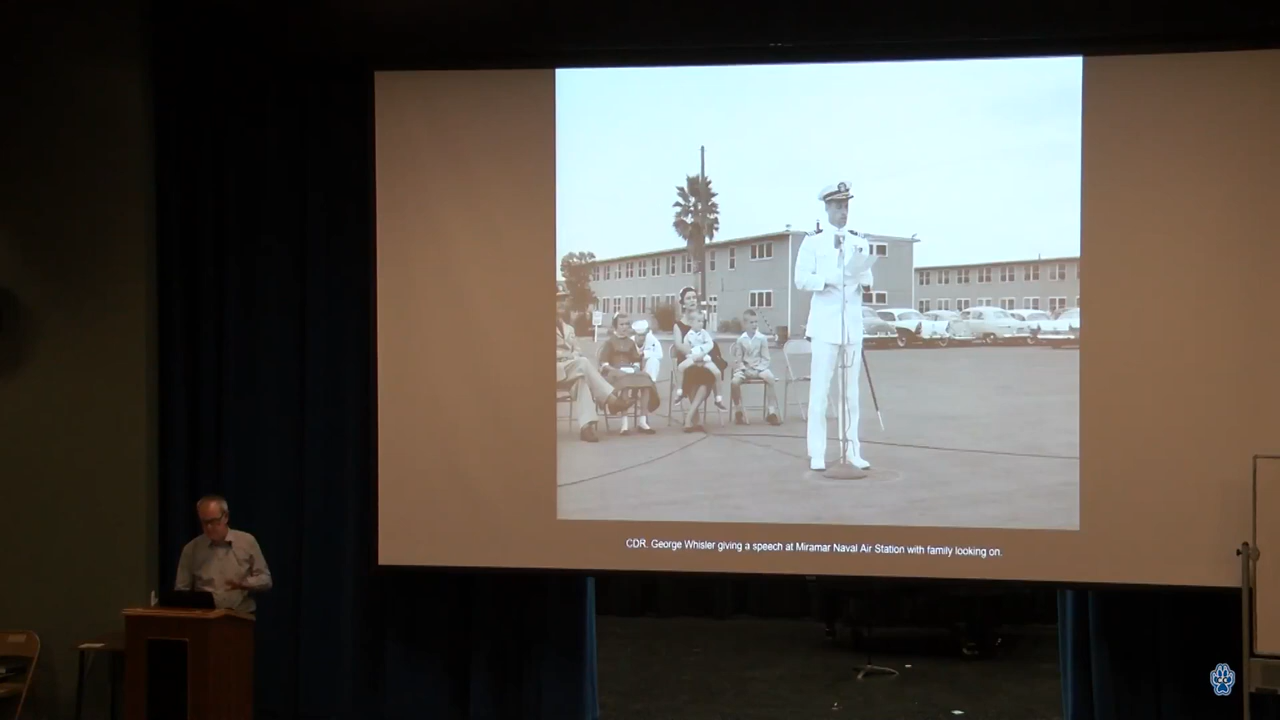 CDR. George Whisler giving a speech at Miramar Naval Air Station with family looking on.